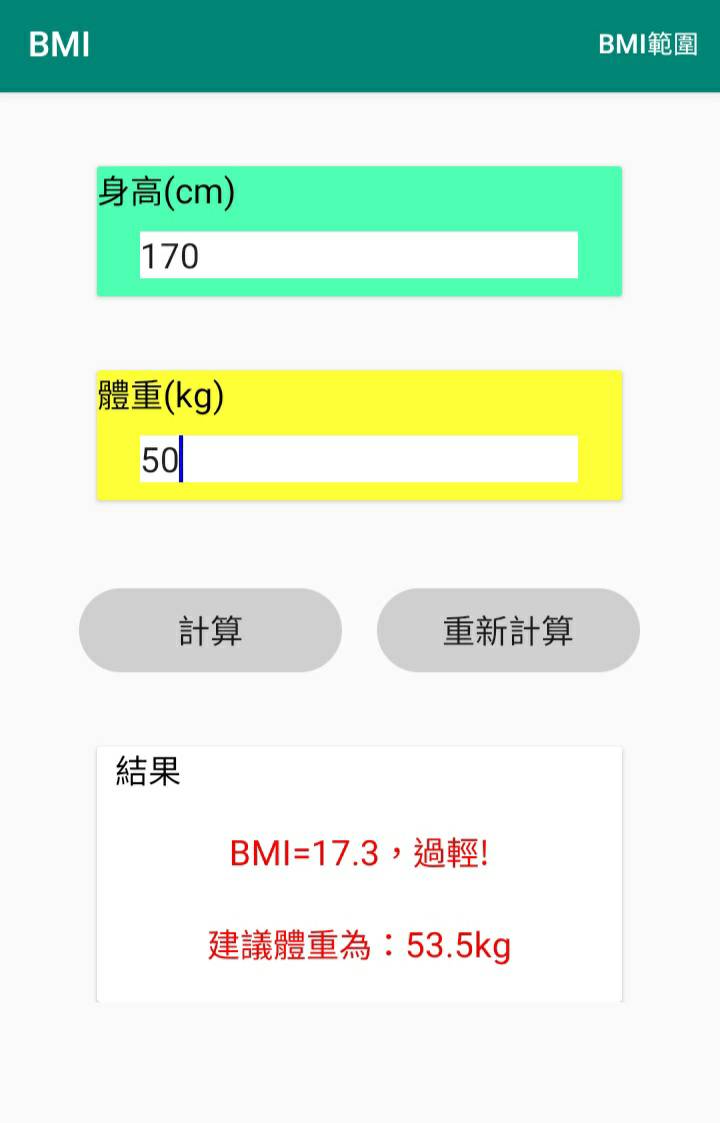 BMI
BMI範圍
身高(cm)
170
體重(kg)
50
計算
重新計算
結果
BMI=17.3，過輕!
建議體重為：53.5kg